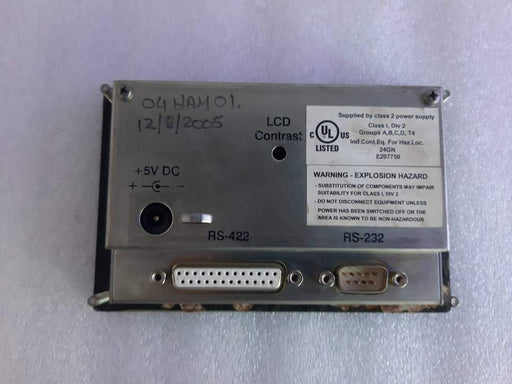 04HAM01.
12/8/2005
LCD
Contrast
+5V DC
+ -
RS-422
RS-232
Supplied by class 2 power supply
Class I, Div 2
Groups A,B,C,D, T4
Ind.Cont.Eq. For Haz.Loc.
24GN
E207750
C UL US
LISTED
WARNING - EXPLOSION HAZARD
- SUBSTITUTION OF COMPONENTS MAY IMPAIR
SUITABILITY FOR CLASS I, DIV 2
- DO NOT DISCONNECT EQUIPMENT UNLESS
POWER HAS BEEN SWITCHED OFF OR THE
AREA IS KNOWN TO BE NON-HAZARDOUS